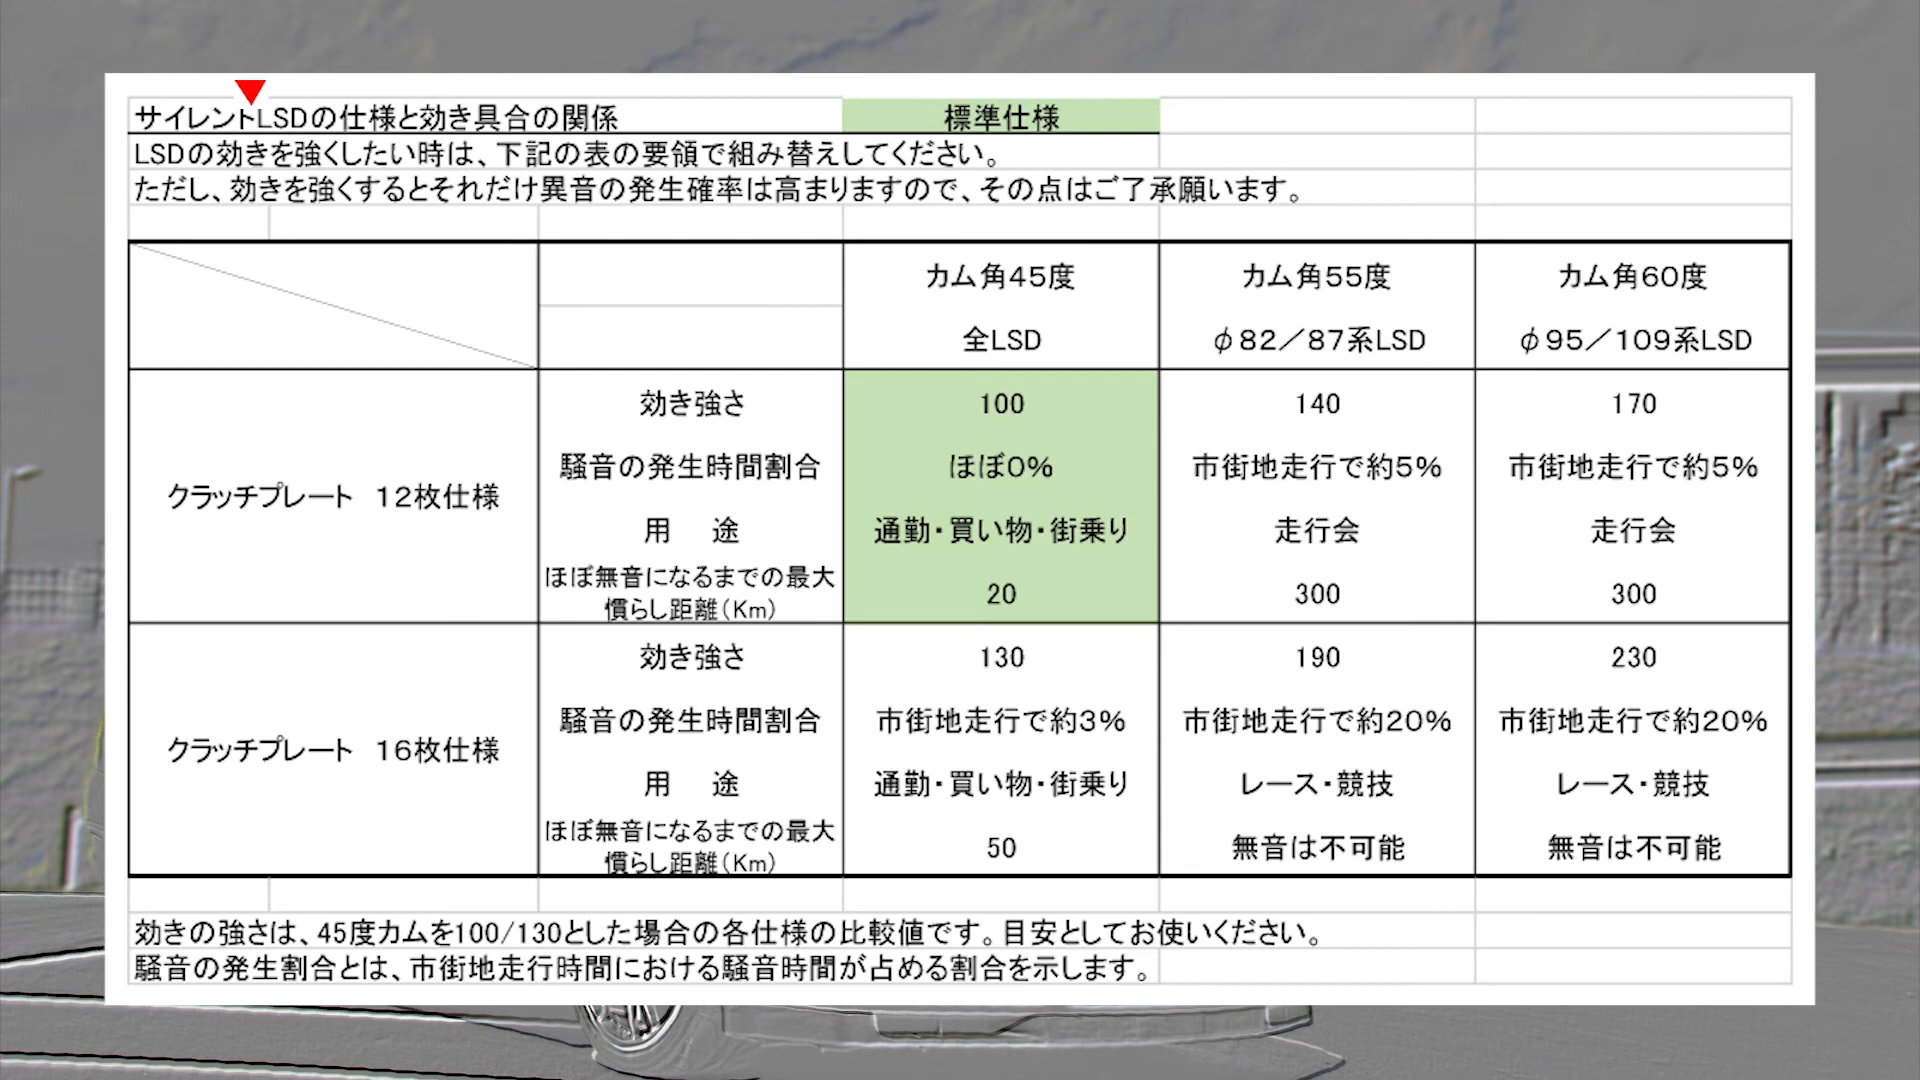 サイレントLSDの仕様と効き具合の関係 標準仕様
LSDの効きを強くしたい時は、下記の表の要領で組み替えしてください。
ただし、効きを強くするとそれだけ異音の発生確率は高まりますので、その点はご了承願います。
カム角45度 カム角55度 カム角60度
全LSD φ82／87系LSD φ95／109系LSD
クラッチプレート　12枚仕様
効き強さ 100 140 170
騒音の発生時間割合 ほぼ0% 市街地走行で約5% 市街地走行で約5%
用　途 通勤・買い物・街乗り 走行会 走行会
ほぼ無音になるまでの最大
慣らし距離（Km） 20 300 300
クラッチプレート　16枚仕様
効き強さ 130 190 230
騒音の発生時間割合 市街地走行で約3% 市街地走行で約20% 市街地走行で約20%
用　途 通勤・買い物・街乗り レース・競技 レース・競技
ほぼ無音になるまでの最大
慣らし距離（Km） 50 無音は不可能 無音は不可能
効きの強さは、45度カムを100/130とした場合の各仕様の比較値です。目安としてお使いください。
騒音の発生割合とは、市街地走行時間における騒音時間が占める割合を示します。